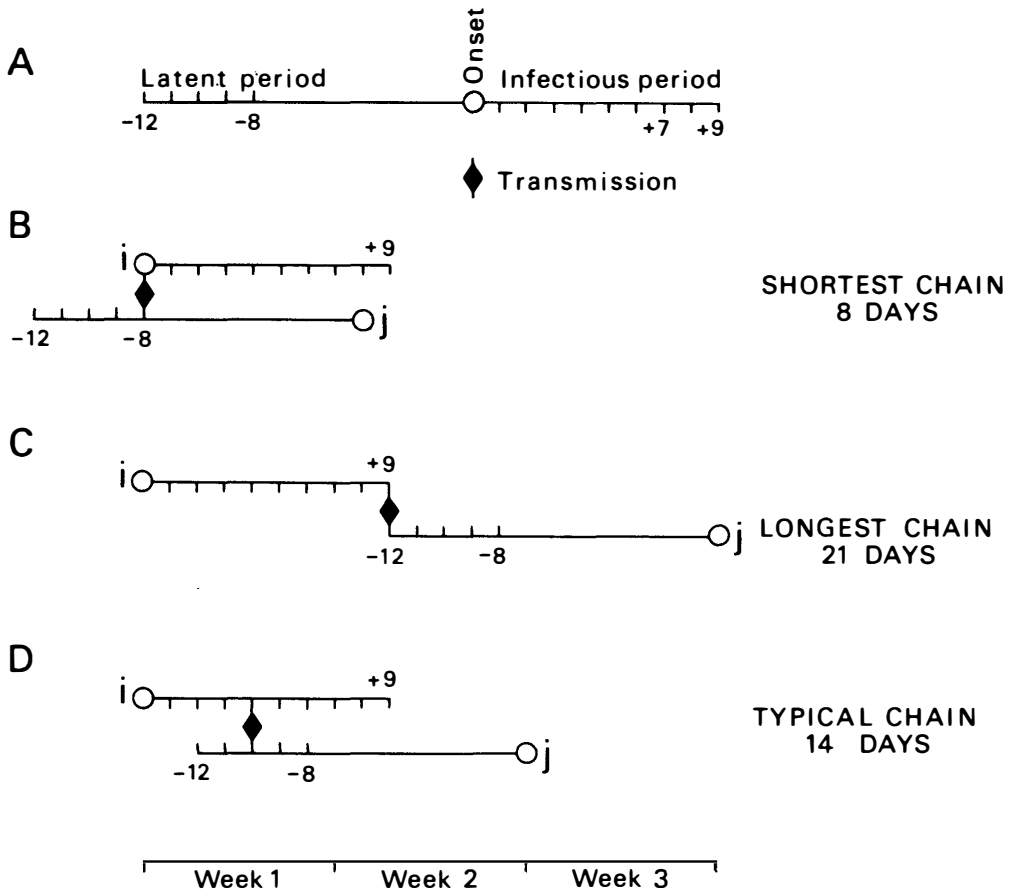 A
Onset
Latent period
Infectious period
-12
-8
+7
+9
Transmission
B
i
+9
-12
-8
j
SHORTEST CHAIN
8 DAYS
C
i
+9
-12
-8
j
LONGEST CHAIN
21 DAYS
D
i
+9
-12
-8
j
TYPICAL CHAIN
14 DAYS
Week 1
Week 2
Week 3